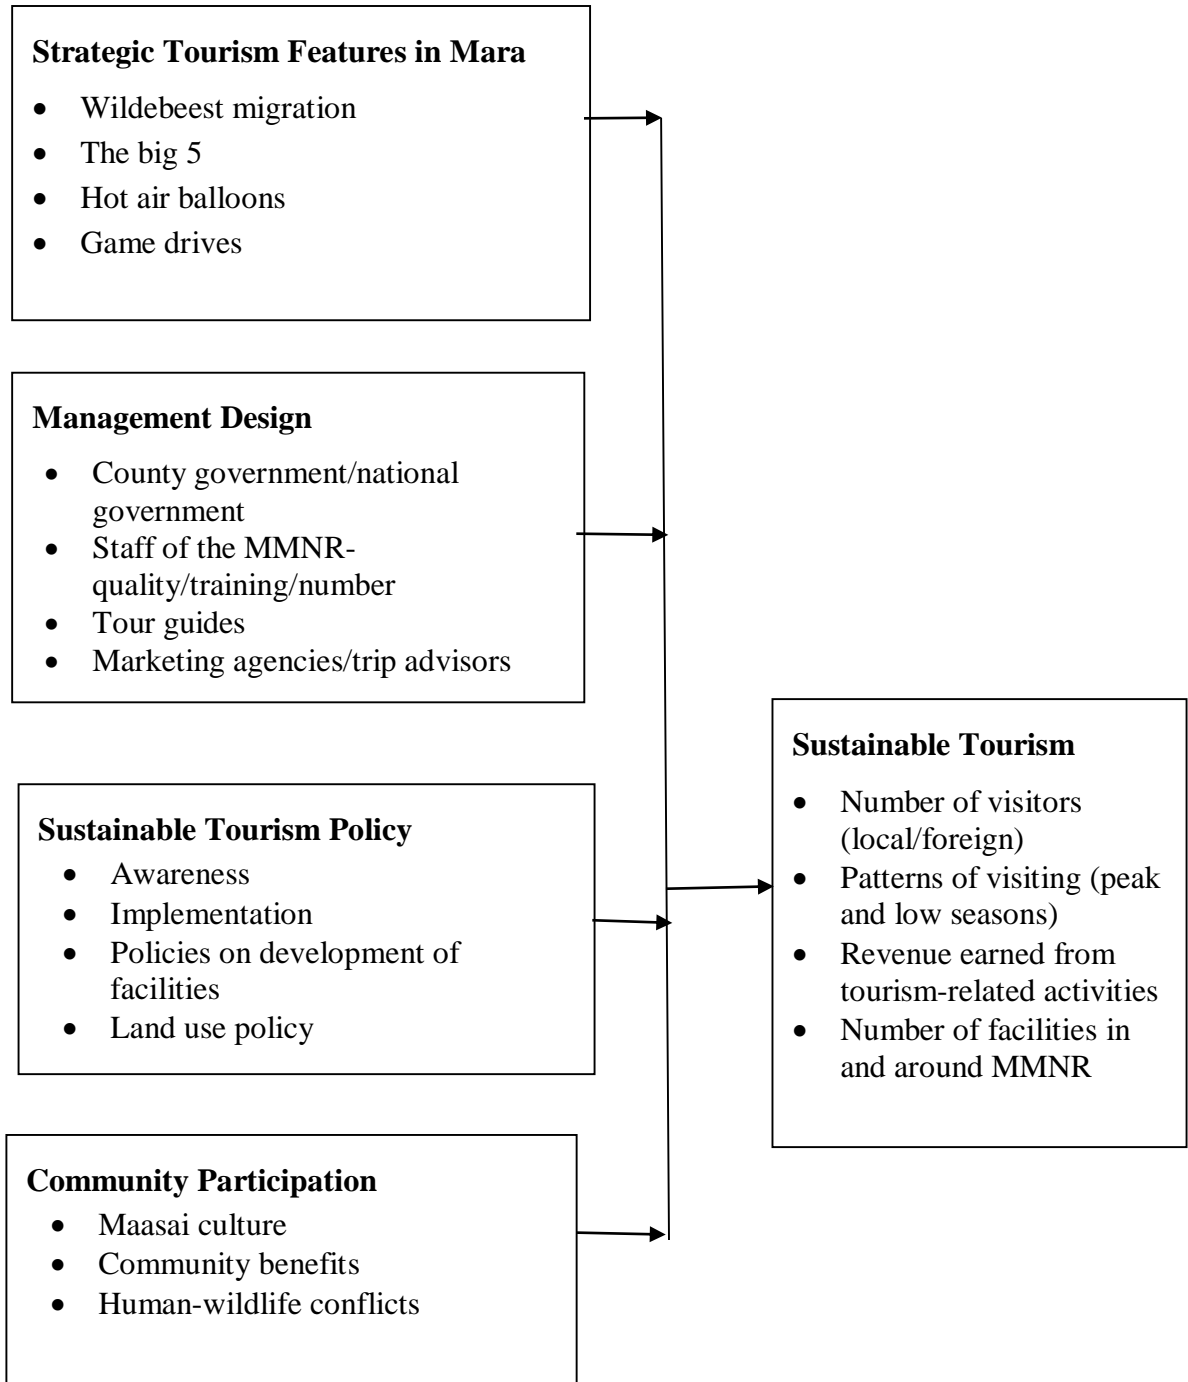 Strategic Tourism Features in Mara
• Wildebeest migration
• The big 5
• Hot air balloons
• Game drives
Management Design
• County government/national
government
• Staff of the MMNR-
quality/training/number
• Tour guides
• Marketing agencies/trip advisors
Sustainable Tourism Policy
• Awareness
• Implementation
• Policies on development of
facilities
• Land use policy
Community Participation
• Maasai culture
• Community benefits
• Human-wildlife conflicts
Sustainable Tourism
• Number of visitors
(local/foreign)
• Patterns of visiting (peak
and low seasons)
• Revenue earned from
tourism-related activities
• Number of facilities in
and around MMNR